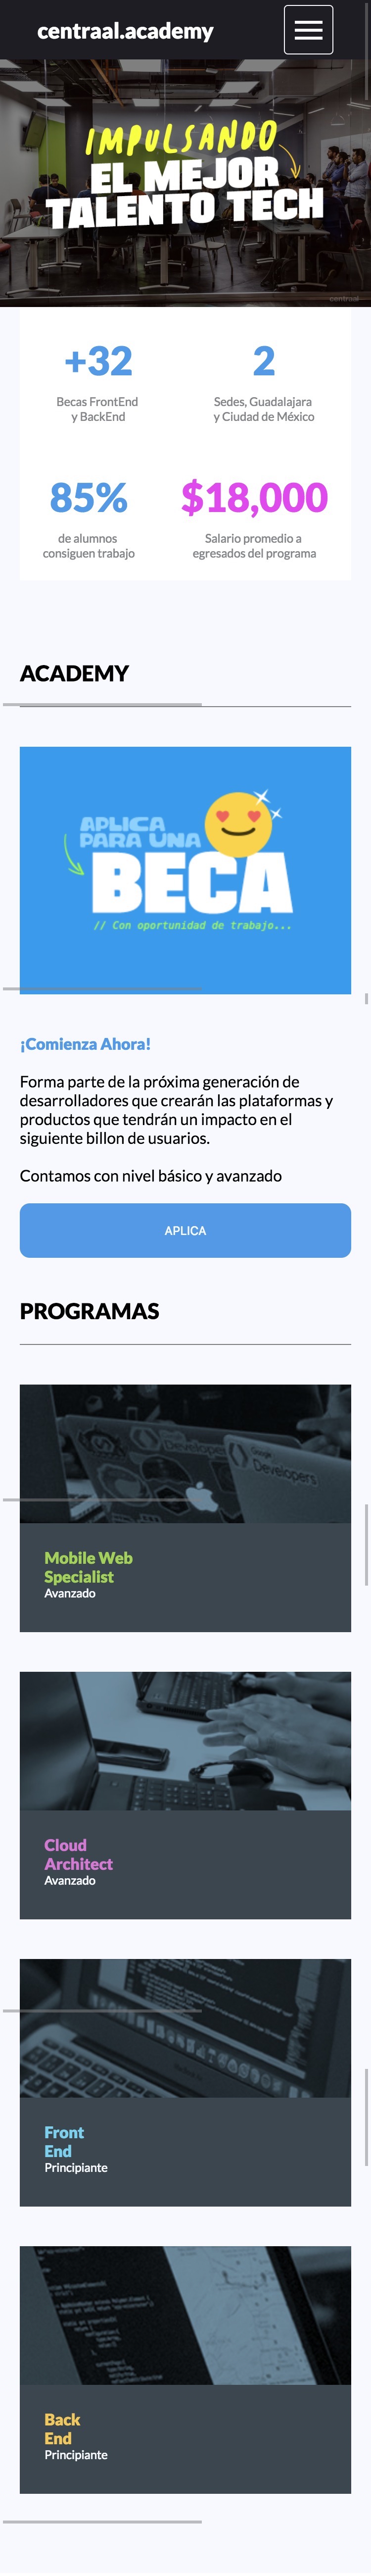 centraal.academy
IMPULSANDO
EL MEJOR
TALENTO TECH
centraal
+32
Becas FrontEnd
y BackEnd
2
Sedes, Guadalajara
y Ciudad de México
85%
de alumnos
consiguen trabajo
$18,000
Salario promedio a
egresados del programa
ACADEMY
APLICA
PARA UNA
BECA
// Con oportunidad de trabajo...
¡Comienza Ahora!
Forma parte de la próxima generación de
desarrolladores que crearán las plataformas y
productos que tendrán un impacto en el
siguiente billon de usuarios.
Contamos con nivel básico y avanzado
APLICA
PROGRAMAS
Google
Developers
Mobile Web
Specialist
Avanzado
Cloud
Architect
Avanzado
Front
End
Principiante
Back
End
Principiante